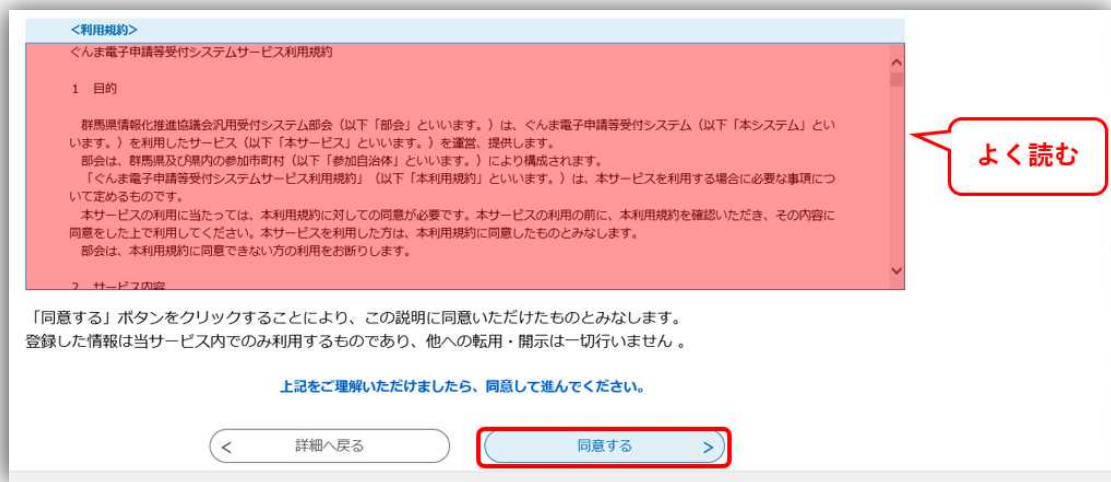 <利用規約>
ぐんま電子申請等受付システムサービス利用規約
1　目的
群馬県情報化推進協議会汎用受付システム部会（以下「部会」といいます。）は、ぐんま電子申請等受付システム（以下「本システム」とい
います。）を利用したサービス（以下「本サービス」といいます。）を運営、提供します。
部会は、群馬県及び県内の参加市町村（以下「参加自治体」といいます。）により構成されます。
「ぐんま電子申請等受付システムサービス利用規約」（以下「本利用規約」といいます。）は、本サービスを利用する場合に必要な事項につ
いて定めるものです。
本サービスの利用に当たっては、本利用規約に対しての同意が必要です。本サービスの利用の前に、本利用規約を確認いただき、その内容に
同意をした上で利用してください。本サービスを利用した方は、本利用規約に同意したものとみなします。
部会は、本利用規約に同意できない方の利用をお断りします。
2　サービス内容
よく読む
「同意する」ボタンをクリックすることにより、この説明に同意いただけたものとみなします。
登録した情報は当サービス内でのみ利用するものであり、他への転用・開示は一切行いません 。
上記をご理解いただけましたら、同意して進んでください。
< 詳細へ戻る
同意する >